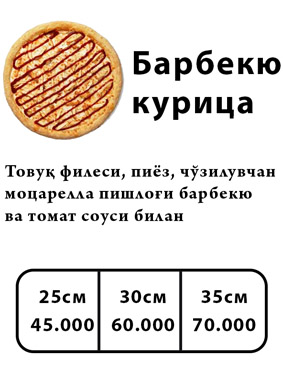 Барбекю
курица
Товуқ филеси, пиёз, чўзилувчан
моцарелла пишлоғи барбекю
ва томат соуси билан
25см 30см 35см
45.000 60.000 70.000